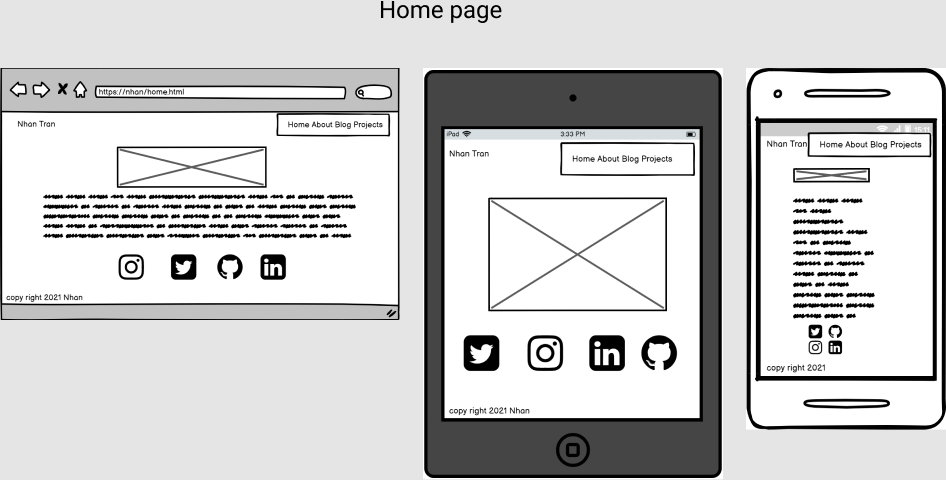 Home page
https://nhan/home.html
Nhan Tran
Home About Blog Projects
copy right 2021 Nhan
iPad
3:33 PM
Nhan Tran
Home About Blog Projects
copy right 2021 Nhan
Nhan Tran
Home About Blog Projects
copy right 2021